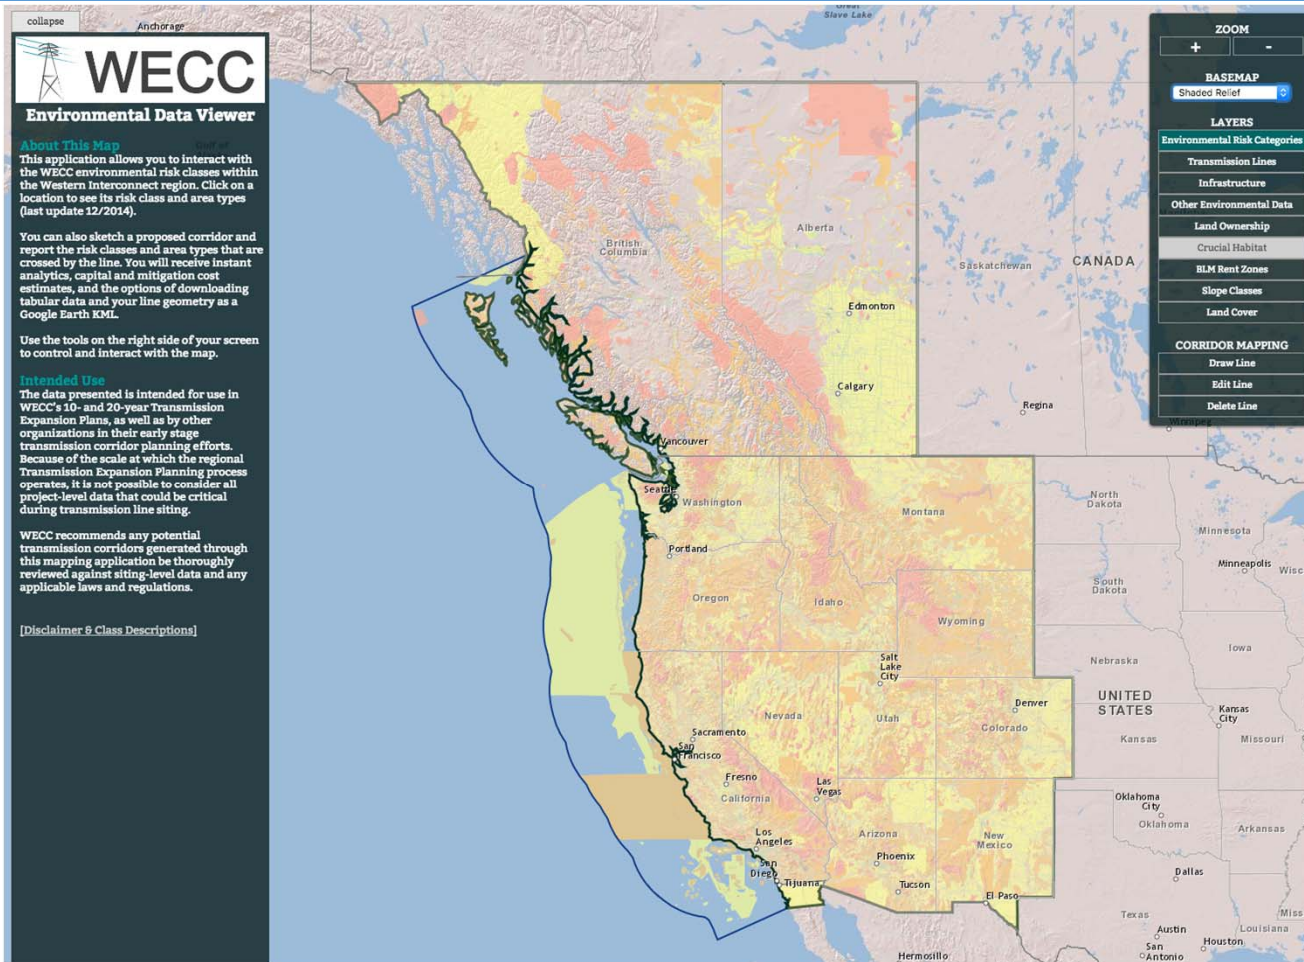 collapse
WECC
Environmental Data Viewer
About This Map
This application allows you to interact with
the WECC environmental risk classes within
the Western Interconnect region. Click on a
location to see its risk class and area types
(last update 12/2014).
You can also sketch a proposed corridor and
report the risk classes and area types that are
crossed by the line. You will receive instant
analytics, capital and mitigation cost
estimates, and the options of downloading
tabular data and your line geometry as a
Google Earth KML.
Use the tools on the right side of your screen
to control and interact with the map.
Intended Use
The data presented is intended for use in
WECC's 10- and 20-year Transmission
Expansion Plans, as well as by other
organizations in their early stage
transmission corridor planning efforts.
Because of the scale at which the regional
Transmission Expansion Planning process
operates, it is not possible to consider all
project-level data that could be critical
during transmission line siting.
WECC recommends any potential
transmission corridors generated through
this mapping application be thoroughly
reviewed against siting-level data and any
applicable laws and regulations.
[Disclaimer & Class Descriptions]
Anchorage
Great
Slave Lake
British
Columbia
Alberta
Saskatchewan
CANADA
Edmonton
Calgary
Regina
Winnipeg
Vancouver
Seattle
Washington
Montana
North
Dakota
Minnesota
Portland
Minneapolis
Wisc
Oregon
Idaho
South
Dakota
Wyoming
Salt
Lake
City
Nebraska
Iowa
UNITED
STATES
Denver
Nevada
Utah
Colorado
Kansas
City
Sacramento
San
Francisco
Kansas
Missouri
Fresno
California
Las
Vegas
Oklahoma
City
Oklahoma
Arkansas
Los
Angeles
Arizona
New
Mexico
Phoenix
San
Diego
Tijuana
Tucson
El Paso
Dallas
Texas
Miss
Austin
Louisiana
San
Antonio
Houston
Hermosillo
ZOOM
+
-
BASEMAP
Shaded Relief
LAYERS
Environmental Risk Categories
Transmission Lines
Infrastructure
Other Environmental Data
Land Ownership
Crucial Habitat
BLM Rent Zones
Slope Classes
Land Cover
CORRIDOR MAPPING
Draw Line
Edit Line
Delete Line